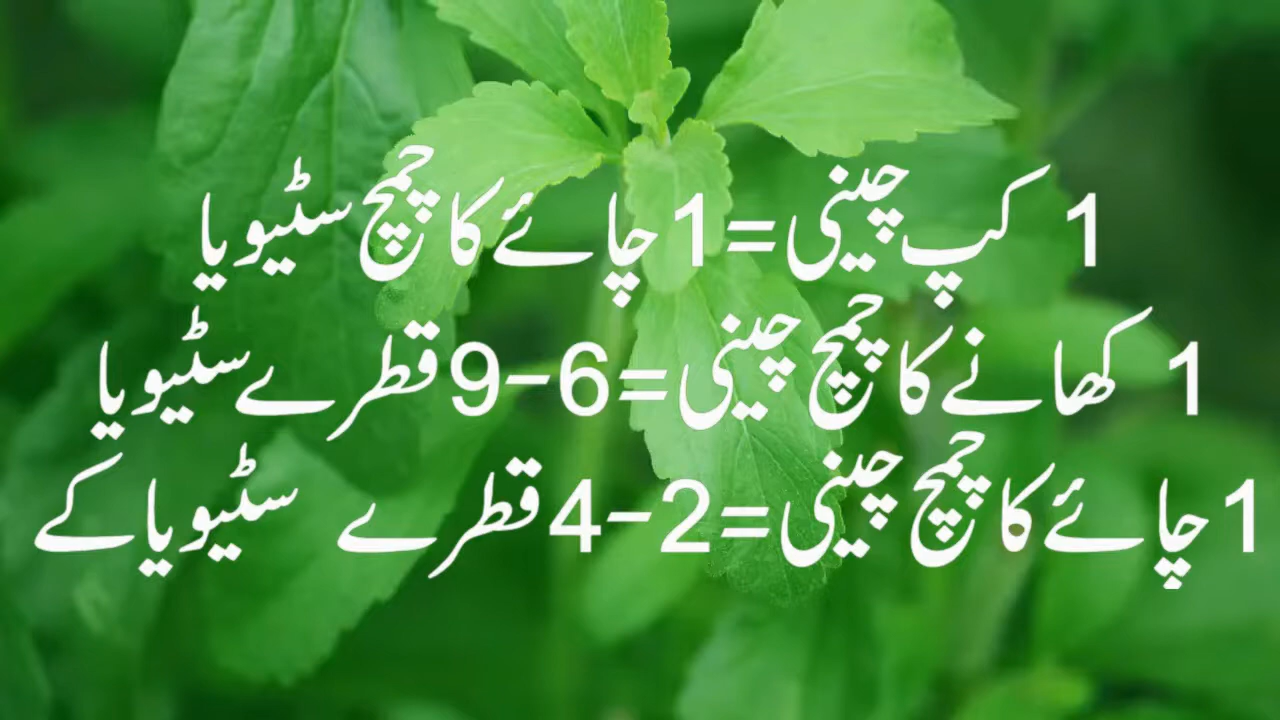 1 کپ چینی=1 چائے کا چمچ سٹیویا
1 کھانے کا چمچ چینی=6-9 قطرے سٹیویا
1 چائے کا چمچ چینی=2-4 قطرے سٹیویا کے